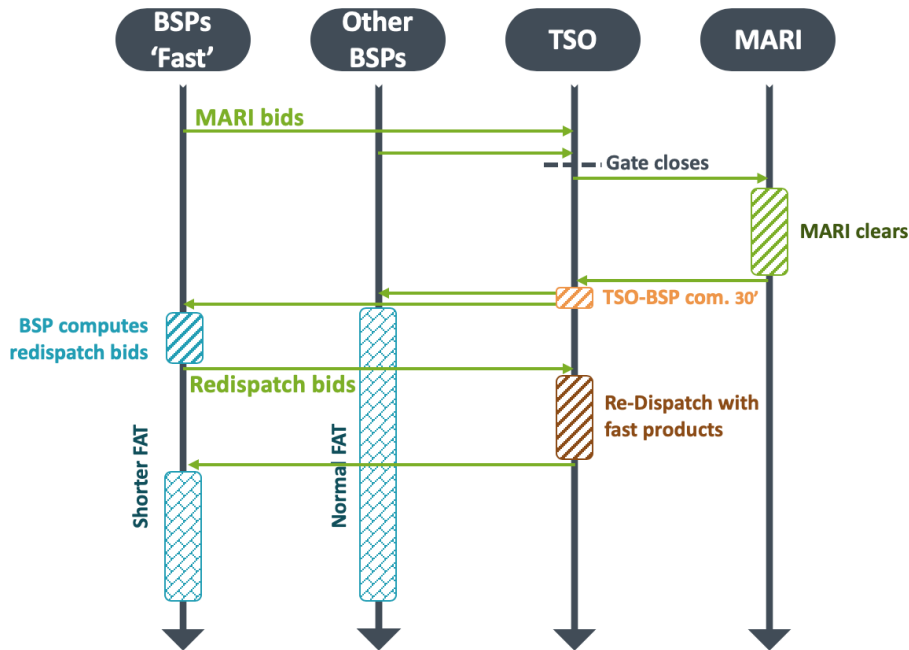 BSPs
‘Fast’
Other
BSPs
TSO
MARI
MARI bids
Gate closes
MARI clears
TSO-BSP com. 30’
BSP computes
redispatch bids
Redispatch bids
Re-Dispatch with
fast products
Shorter FAT
Normal FAT